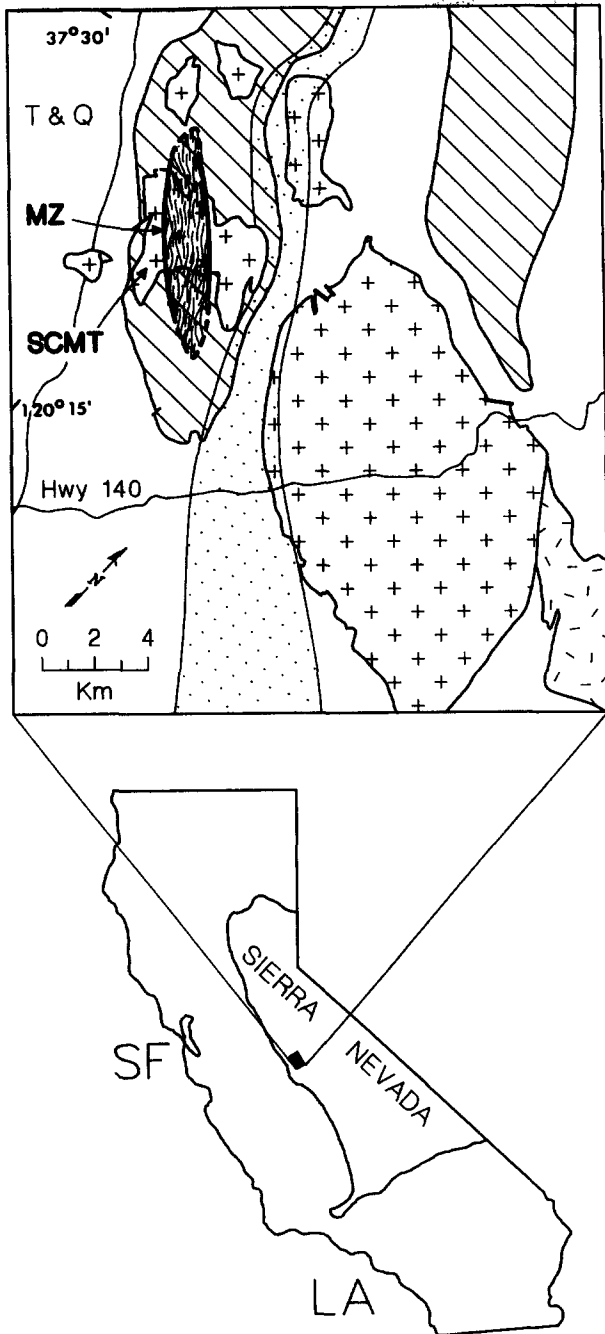 37°30'
T & Q
MZ
SCMT
120°15'
Hwy 140
N
0 2 4
Km
SIERRA
NEVADA
SF
LA